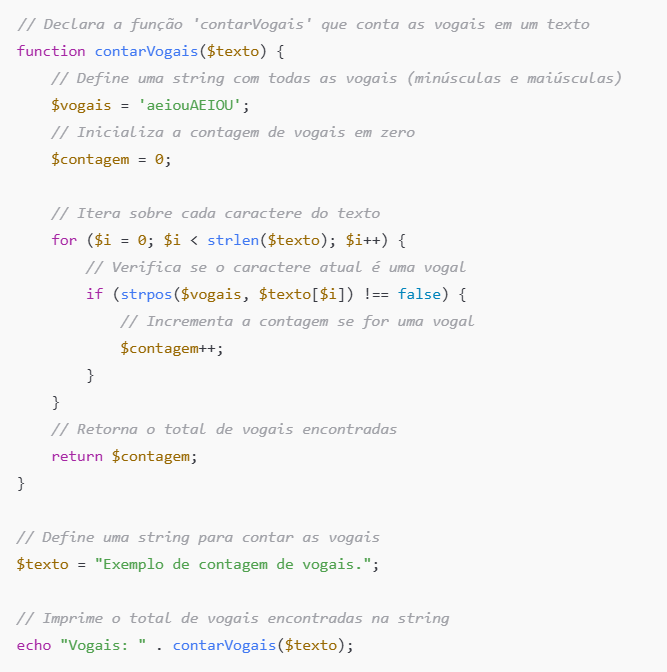 // Declara a função 'contarVogais' que conta as vogais em um texto
function contarVogais($texto) {
    // Define uma string com todas as vogais (minúsculas e maiúsculas)
    $vogais = 'aeiouAEIOU';
    // Inicializa a contagem de vogais em zero
    $contagem = 0;

    // Itera sobre cada caractere do texto
    for ($i = 0; $i < strlen($texto); $i++) {
        // Verifica se o caractere atual é uma vogal
        if (strpos($vogais, $texto[$i]) !== false) {
            // Incrementa a contagem se for uma vogal
            $contagem++;
        }
    }
    // Retorna o total de vogais encontradas
    return $contagem;
}

// Define uma string para contar as vogais
$texto = "Exemplo de contagem de vogais.";

// Imprime o total de vogais encontradas na string
echo "Vogais: " . contarVogais($texto);